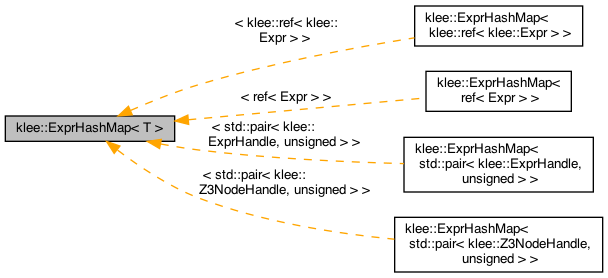 < klee::ref< klee::
Expr > >
klee::ExprHashMap<
klee::ref< klee::Expr > >
< ref< Expr > >
klee::ExprHashMap<
ref< Expr > >
klee::ExprHashMap< T >
< std::pair< klee::
ExprHandle, unsigned > >
klee::ExprHashMap<
std::pair< klee::ExprHandle,
unsigned > >
< std::pair< klee::
Z3NodeHandle, unsigned > >
klee::ExprHashMap<
std::pair< klee::Z3NodeHandle,
unsigned > >